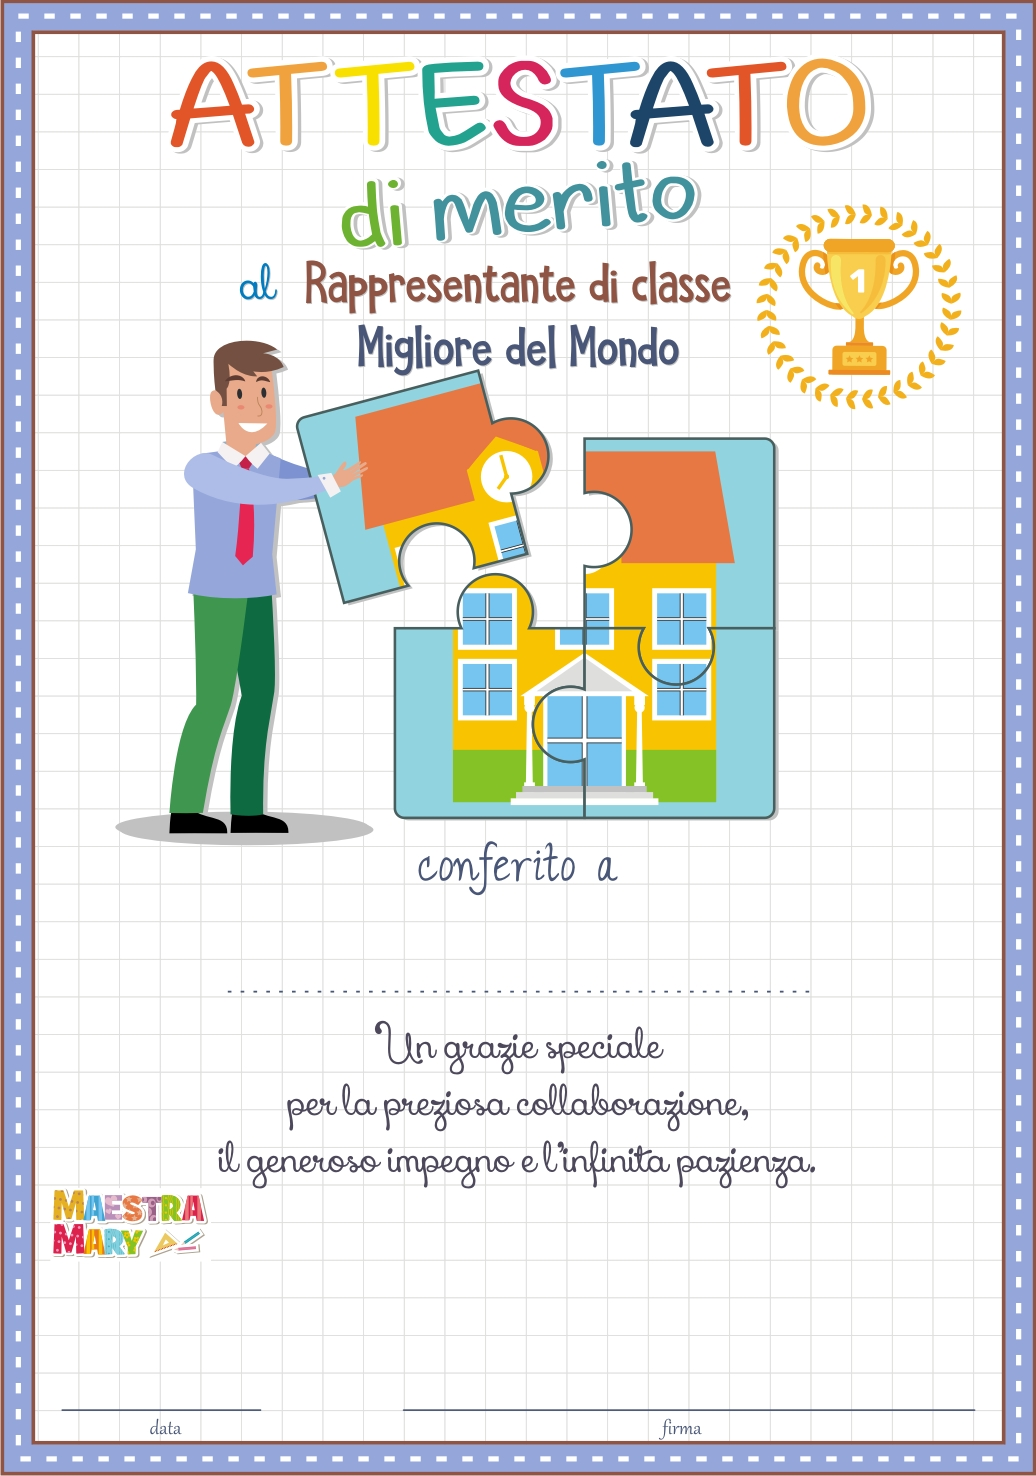 ATTESTATO
di merito
al Rappresentante di classe
Migliore del Mondo
1
conferito a
Un grazie speciale
per la preziosa collaborazione,
il generoso impegno e l'infinita pazienza.
MAESTRA
MARY
data firma